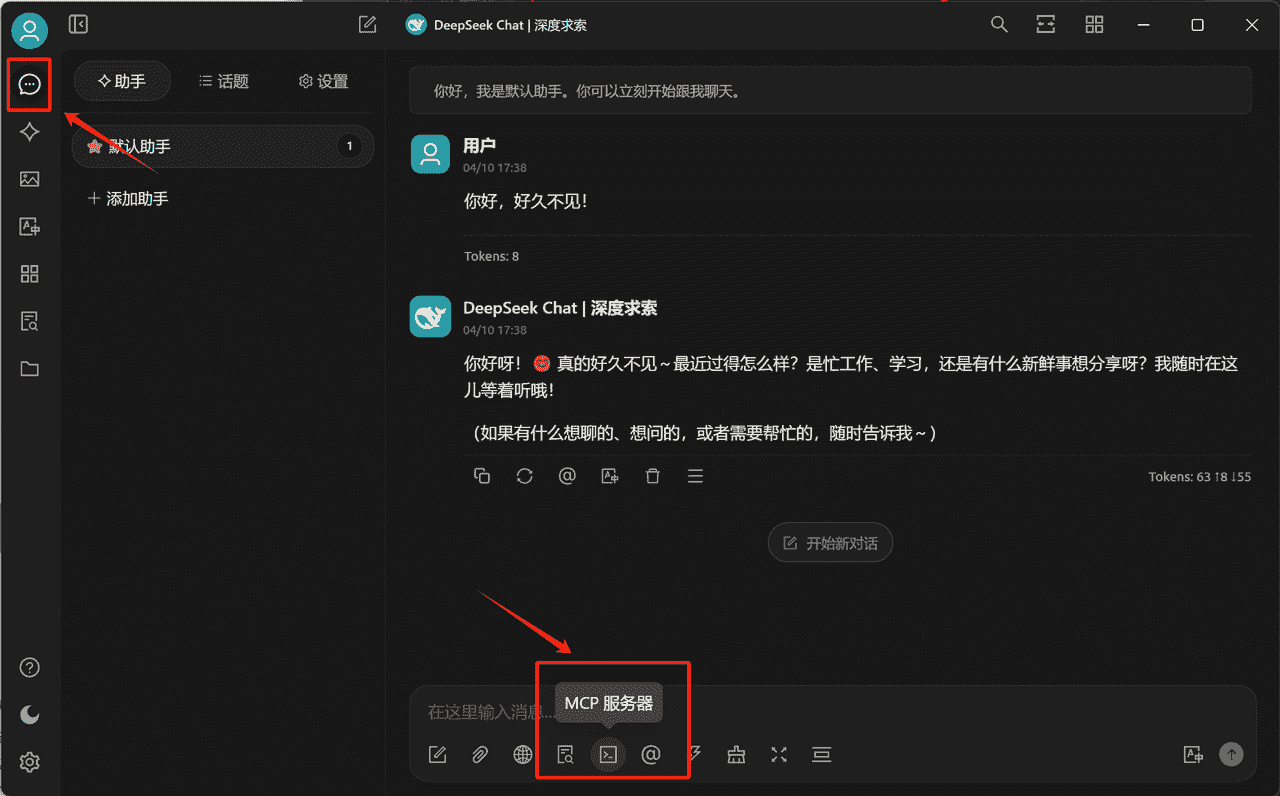 DeepSeek Chat | 深度求索
助手
话题
设置
默认助手
1
添加助手
你好，我是默认助手。你可以立刻开始跟我聊天。
用户
04/10 17:38
你好，好久不见！
Tokens: 8
DeepSeek Chat | 深度求索
04/10 17:38
你好呀！ 真的好久不见～最近过得怎么样？是忙工作、学习，还是有什么新鲜事想分享呀？我随时在这
儿等着听哦！
（如果有什么想聊的、想问的，或者需要帮忙的，随时告诉我～）
Tokens: 63 ↑8 ↓55
开始新对话
MCP 服务器
在这里输入消息...